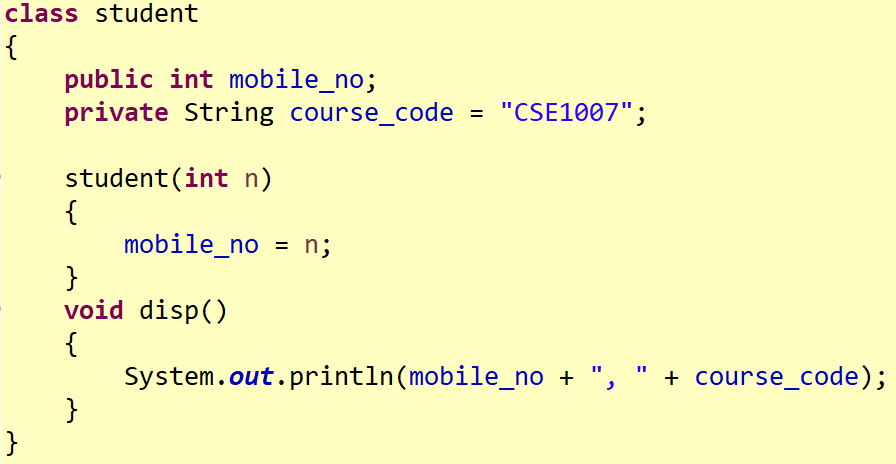 class student
{
    public int mobile_no;
    private String course_code = "CSE1007";

    student(int n)
    {
        mobile_no = n;
    }
    void disp()
    {
        System.out.println(mobile_no + ", " + course_code);
    }
}